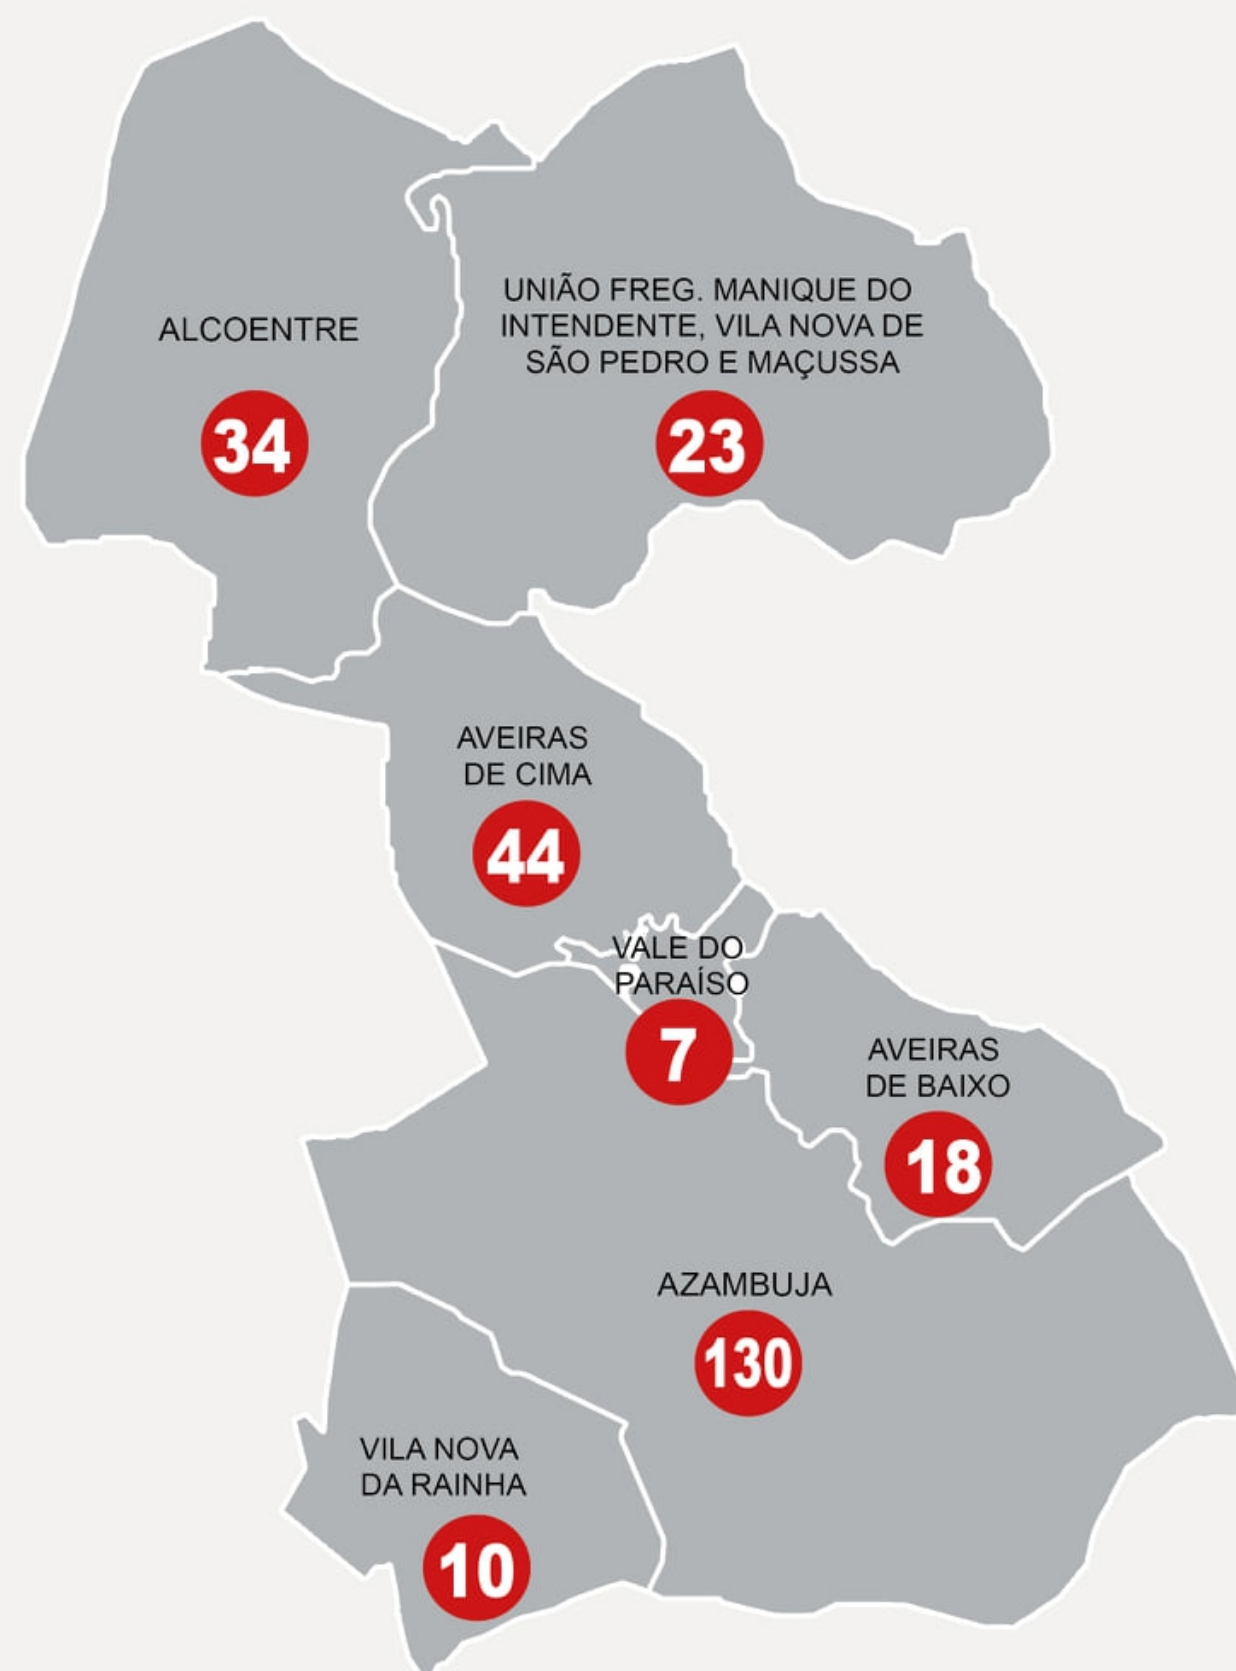 ALCOENTRE
34
UNIÃO FREG. MANIQUE DO
INTENDENTE, VILA NOVA DE
SÃO PEDRO E MAÇUSSA
23
AVEIRAS
DE CIMA
44
VALE DO
PARAÍSO
7
AVEIRAS
DE BAIXO
18
AZAMBUJA
130
VILA NOVA
DA RAINHA
10